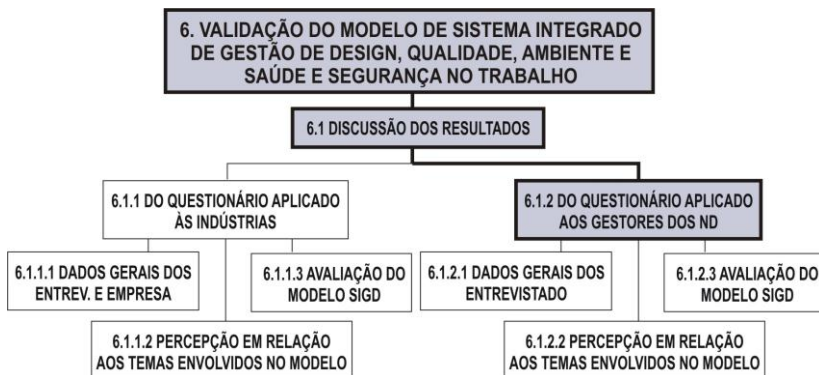 6. VALIDAÇÃO DO MODELO DE SISTEMA INTEGRADO
DE GESTÃO DE DESIGN, QUALIDADE, AMBIENTE E
SAÚDE E SEGURANÇA NO TRABALHO
6.1 DISCUSSÃO DOS RESULTADOS
6.1.1 DO QUESTIONÁRIO APLICADO
ÀS INDÚSTRIAS
6.1.2 DO QUESTIONÁRIO APLICADO
AOS GESTORES DOS ND
6.1.1.1 DADOS GERAIS DOS
ENTREV. E EMPRESA
6.1.1.3 AVALIAÇÃO DO
MODELO SIGD
6.1.2.1 DADOS GERAIS DOS
ENTREVISTADO
6.1.2.3 AVALIAÇÃO DO
MODELO SIGD
6.1.1.2 PERCEPÇÃO EM RELAÇÃO
AOS TEMAS ENVOLVIDOS NO MODELO
6.1.2.2 PERCEPÇÃO EM RELAÇÃO
AOS TEMAS ENVOLVIDOS NO MODELO